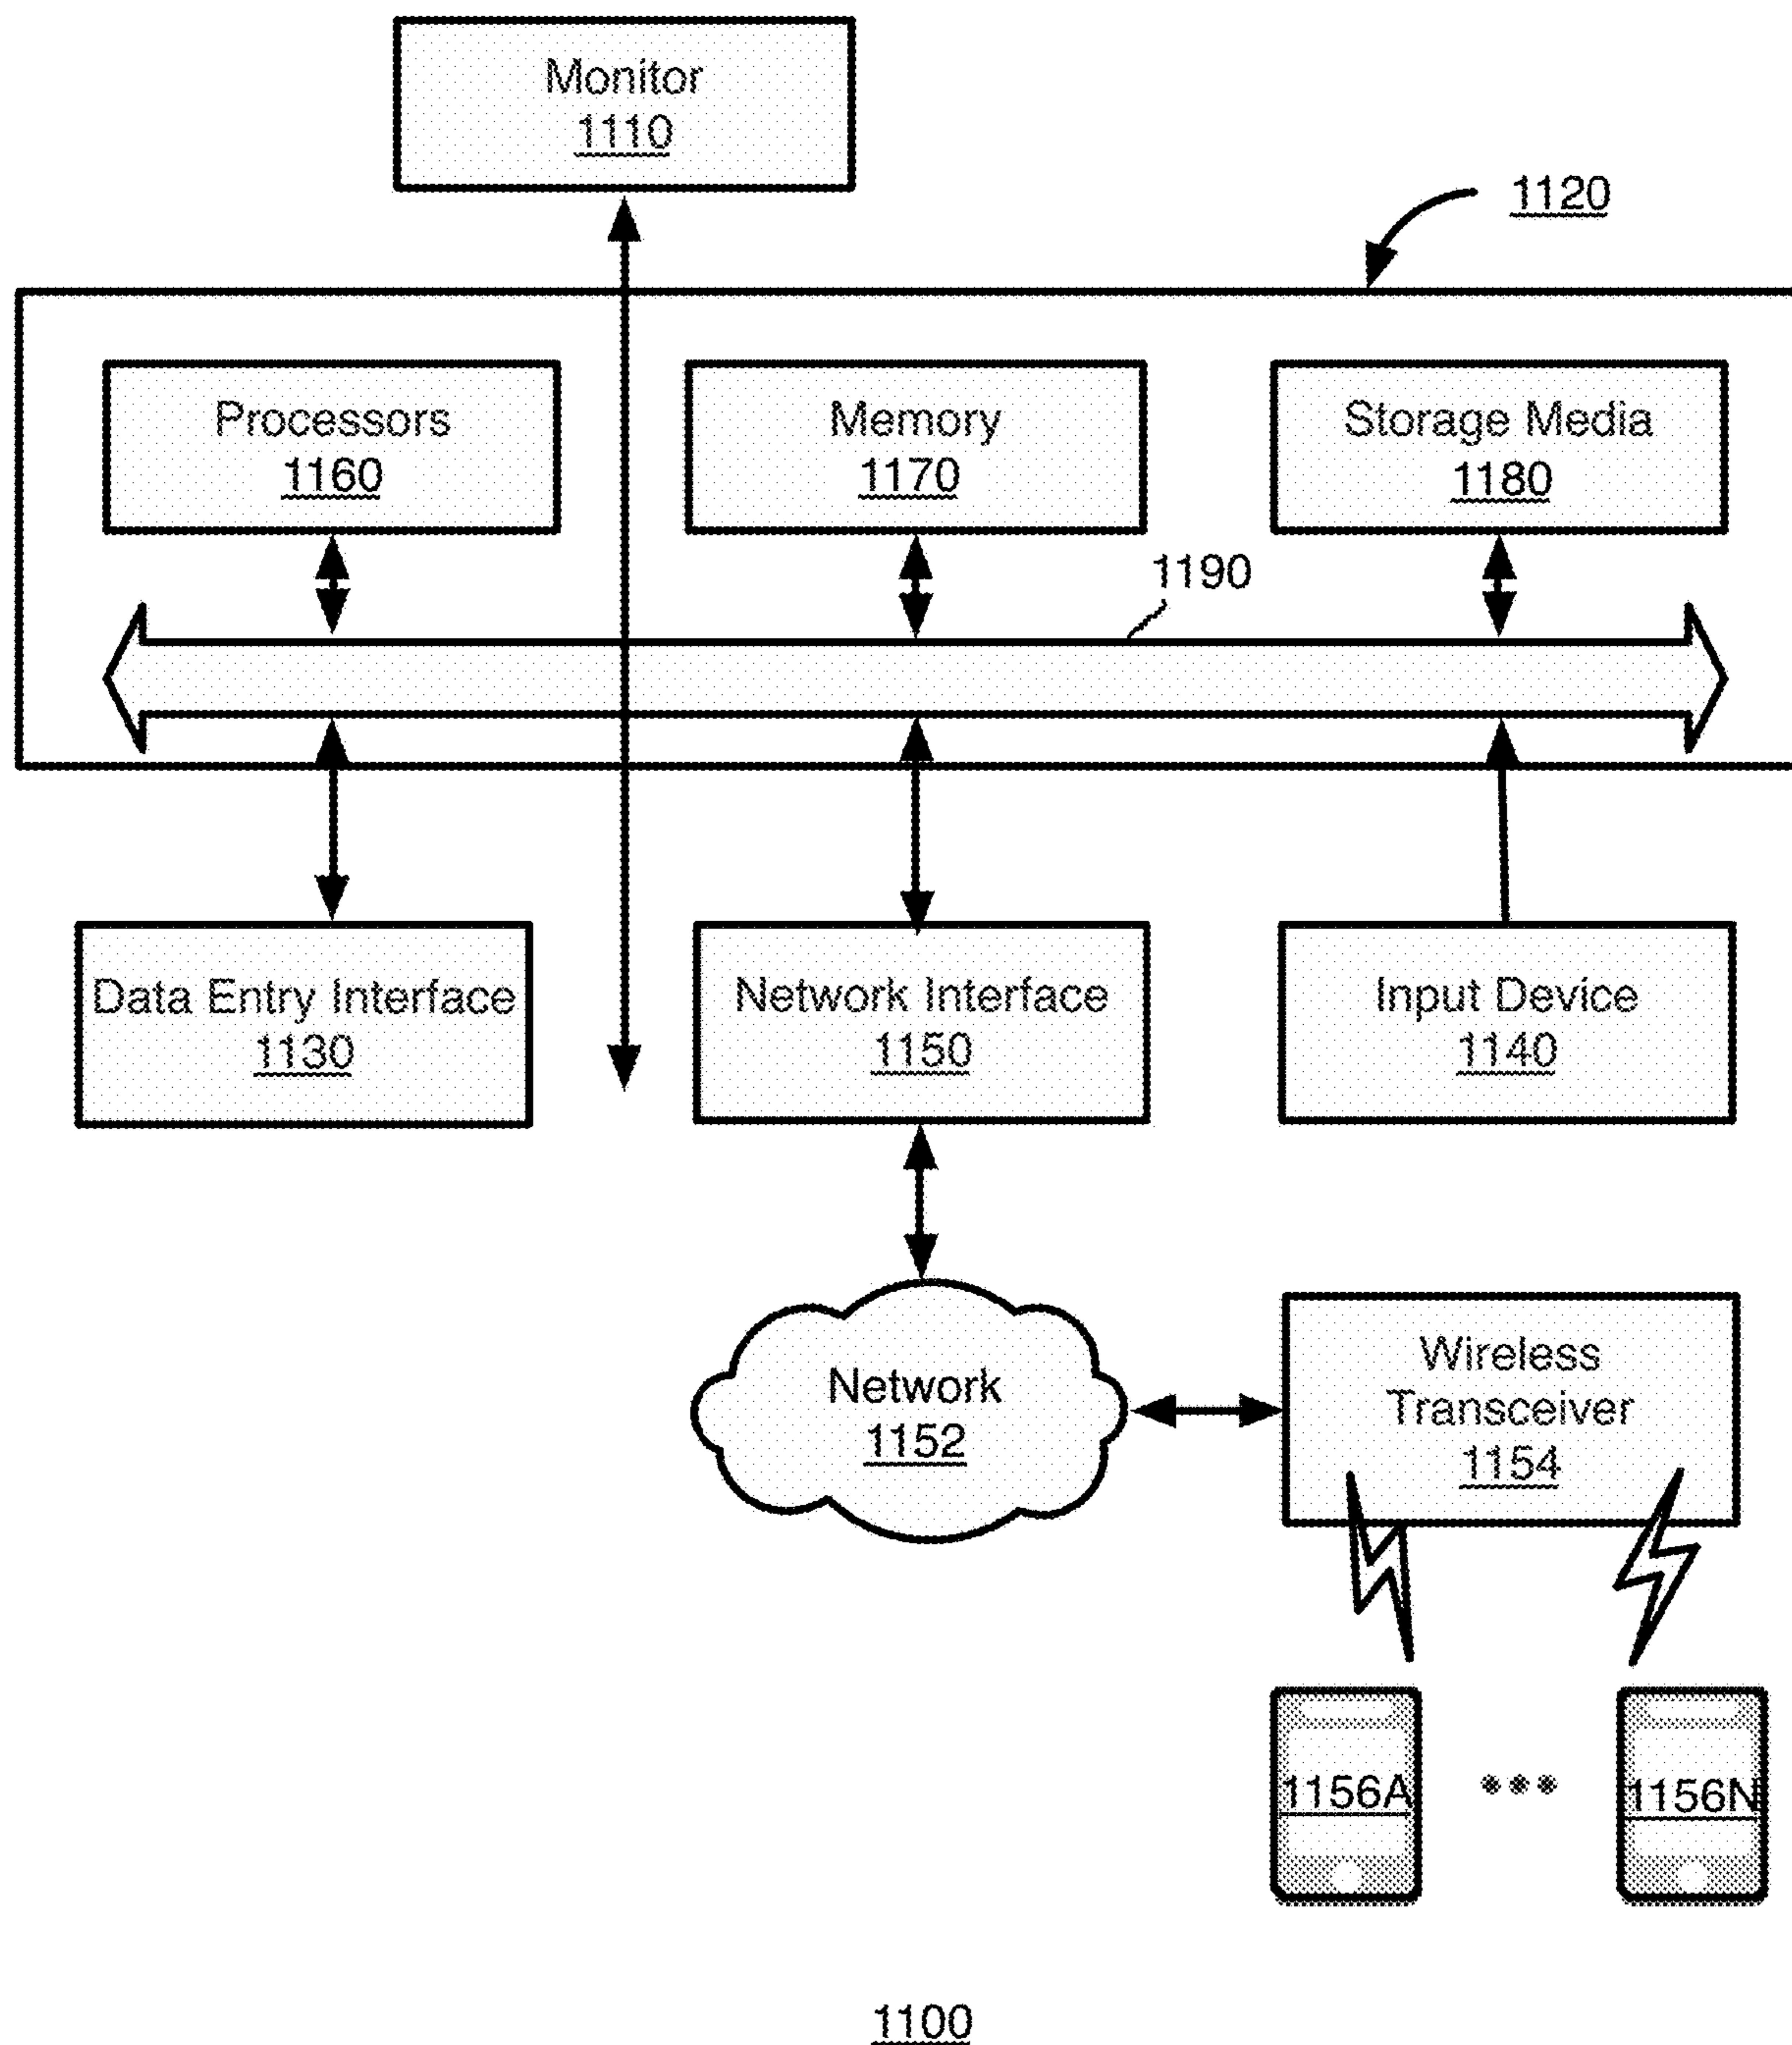 Monitor
1110
1120
Processors
1160
Memory
1170
Storage Media
1180
1190
Data Entry Interface
1130
Network Interface
1150
Input Device
1140
Network
1152
Wireless
Transceiver
1154
1156A
1156N
1100